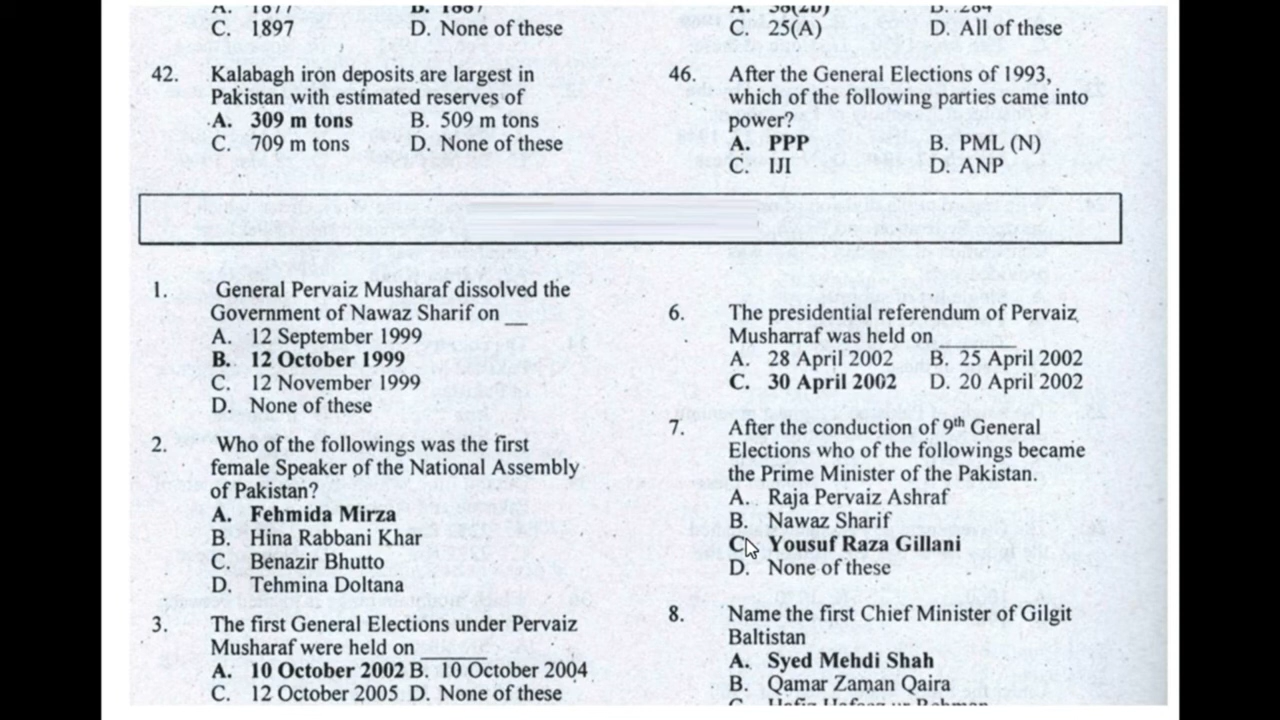 C. 1897 D. None of these
42. Kalabagh iron deposits are largest in
Pakistan with estimated reserves of
A. 309 m tons B. 509 m tons
C. 709 m tons D. None of these
C. 25(A) D. All of these
46. After the General Elections of 1993,
which of the following parties came into
power?
A. PPP B. PML (N)
C. IJI D. ANP
1. General Pervaiz Musharaf dissolved the
Government of Nawaz Sharif on __
A. 12 September 1999
B. 12 October 1999
C. 12 November 1999
D. None of these
2. Who of the followings was the first
female Speaker of the National Assembly
of Pakistan?
A. Fehmida Mirza
B. Hina Rabbani Khar
C. Benazir Bhutto
D. Tehmina Doltana
3. The first General Elections under Pervaiz
Musharaf were held on ______
A. 10 October 2002 B. 10 October 2004
C. 12 October 2005 D. None of these
6. The presidential referendum of Pervaiz
Musharraf was held on _______
A. 28 April 2002 B. 25 April 2002
C. 30 April 2002 D. 20 April 2002
7. After the conduction of 9th General
Elections who of the followings became
the Prime Minister of the Pakistan.
A. Raja Pervaiz Ashraf
B. Nawaz Sharif
C. Yousuf Raza Gillani
D. None of these
8. Name the first Chief Minister of Gilgit
Baltistan
A. Syed Mehdi Shah
B. Qamar Zaman Qaira